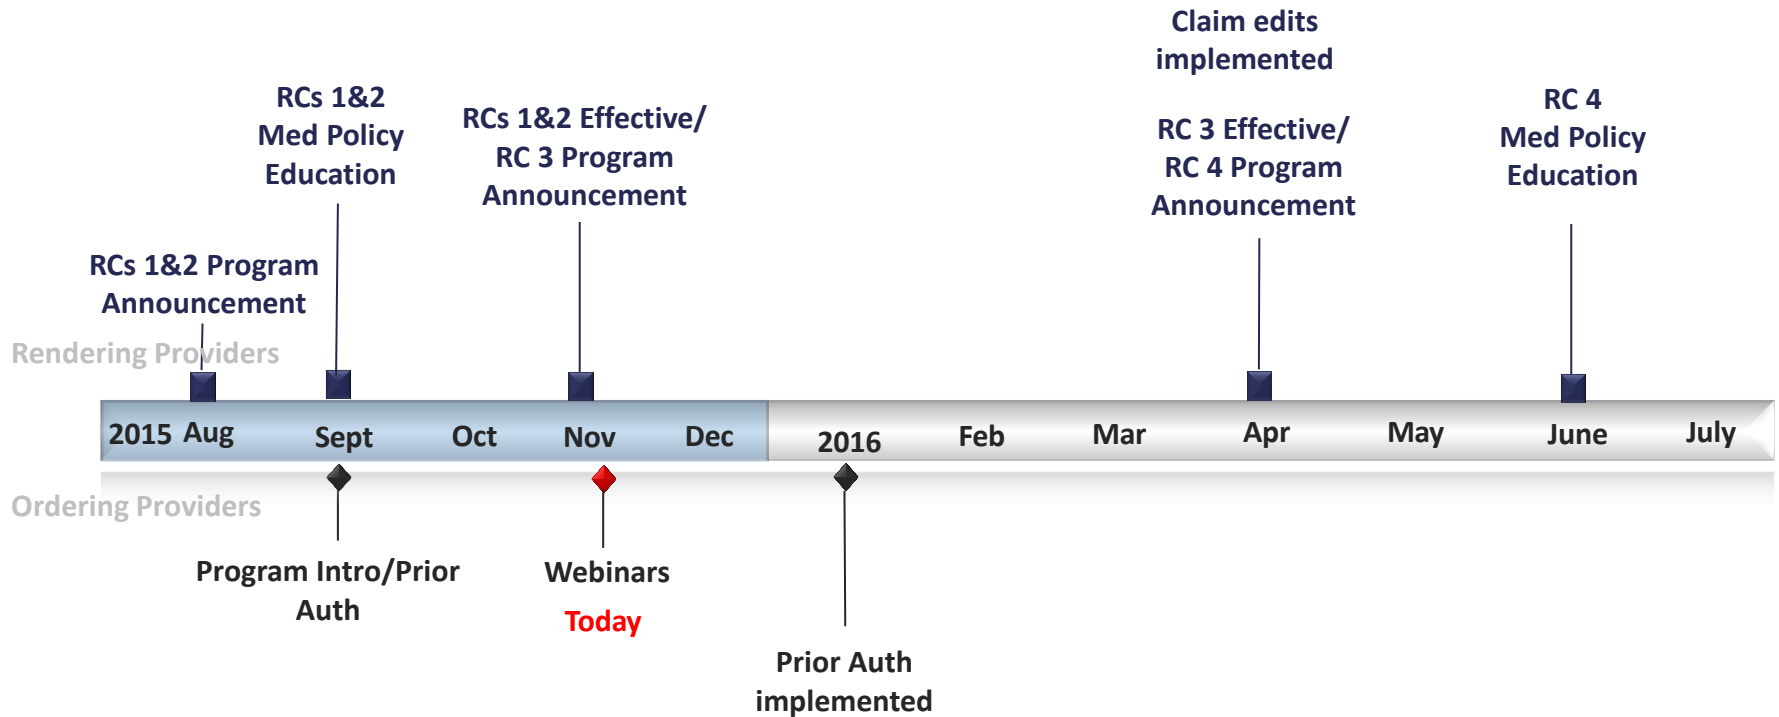 Claim edits
implemented
RCs 1&2
Med Policy
Education
RCs 1&2 Effective/
RC 3 Program
Announcement
RC 3 Effective/
RC 4 Program
Announcement
RC 4
Med Policy
Education
RCs 1&2 Program
Announcement
Rendering Providers
2015 Aug Sept Oct Nov Dec 2016 Feb Mar Apr May June July
Ordering Providers
Program Intro/Prior
Auth
Webinars
Today
Prior Auth
implemented